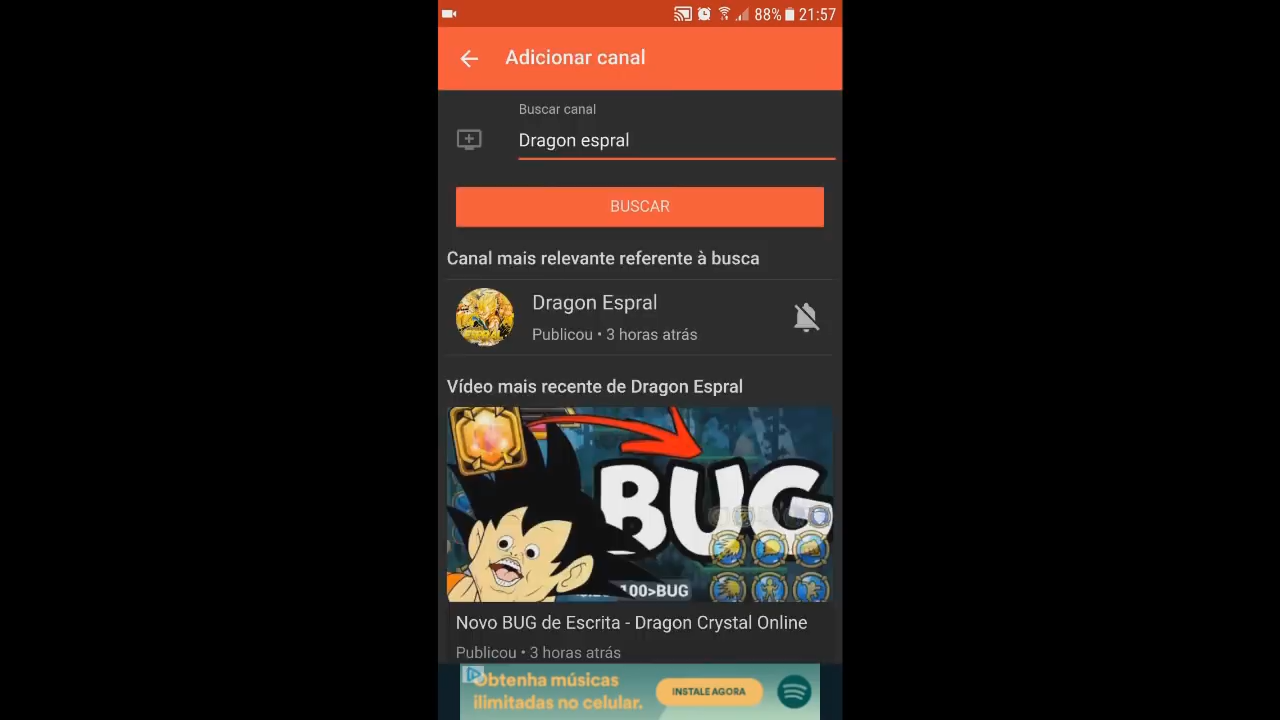 88% 21:57
Adicionar canal
Buscar canal
Dragon espral
BUSCAR
Canal mais relevante referente à busca
Dragon Espral
Publicou • 3 horas atrás
Vídeo mais recente de Dragon Espral
BUG
100>BUG
Novo BUG de Escrita - Dragon Crystal Online
Publicou • 3 horas atrás
Obtenha músicas
ilimitadas no celular.
INSTALE AGORA